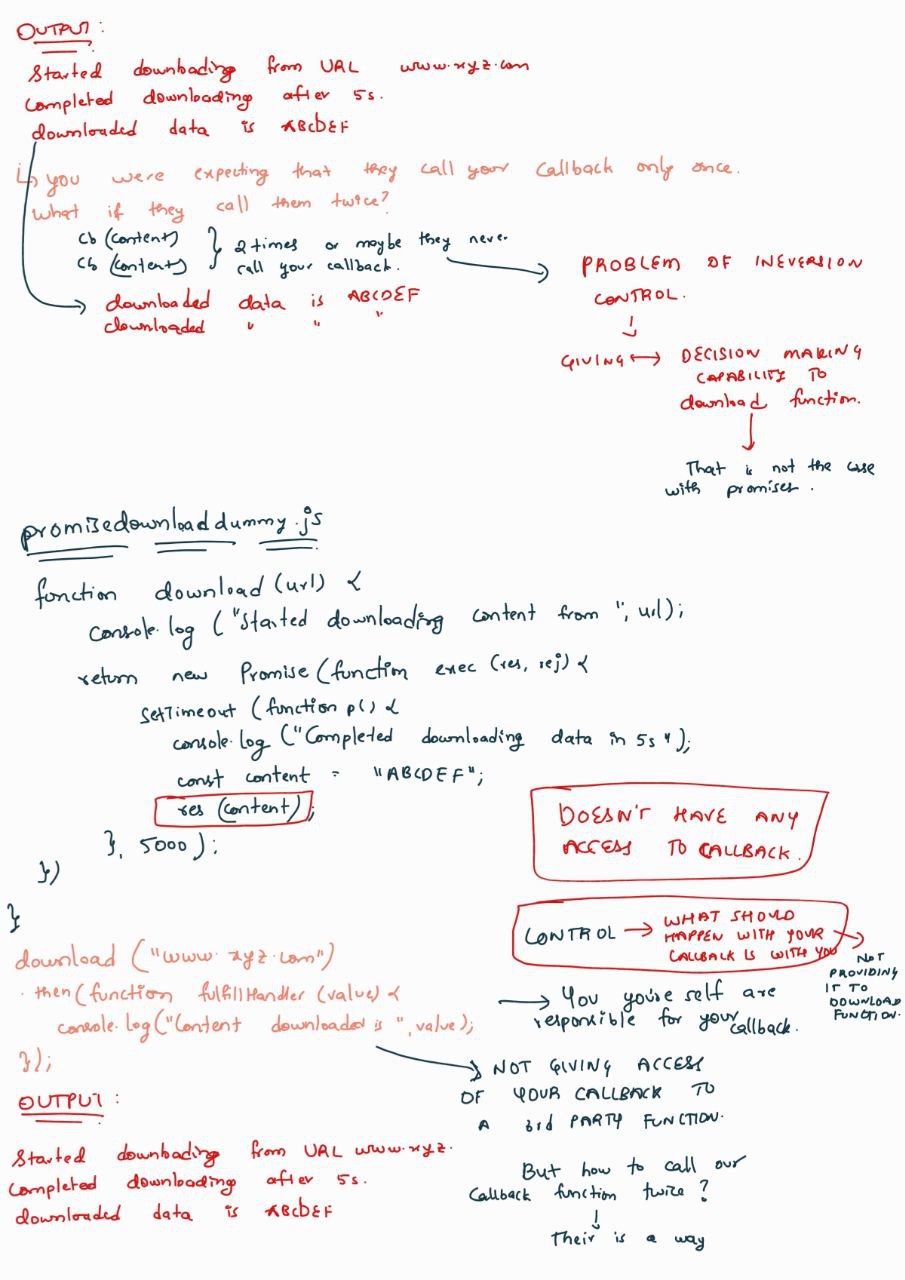 OUTPUT :
Started downloading from URL www.xyz.com
Completed downloading after 5s.
downloaded data is ABCDEF
↳ you were expecting that they call your callback only once.
What if they call them twice?
Cb (content) } 2 times or maybe they never
Cb (content) call your callback.
downloaded data is ABCDEF
downloaded " " "
PROBLEM OF INEVERSION
CONTROL.
GIVING ↔ DECISION MAKING
CAPABILITY TO
download function.
That is not the case
with promises.
promisedownloaddummy.js
function download (url) {
console.log ("Started downloading content from ", url);
return new Promise (function exec (res, rej) {
SetTimeout (function p() {
console.log ("Completed downloading data in 5s");
const content = "ABCDEF";
res (content);
}, 5000);
})
}
DOESN'T HAVE ANY
ACCESS TO CALLBACK.
CONTROL → WHAT SHOULD
HAPPEN WITH YOUR
CALLBACK IS WITH YOU
NOT
PROVIDING
IT TO
DOWNLOAD
FUNCTION.
download ("www.xyz.com")
.then (function fulfillHandler (value) {
console.log("Content downloaded is ", value);
});
→ You you're self are
responsible for your callback.
NOT GIVING ACCESS
OF YOUR CALLBACK TO
A 3rd PARTY FUNCTION.
But how to call our
Callback function twice?
Their is a way
OUTPUT :
Started downloading from URL www.xyz.
Completed downloading after 5s.
downloaded data is ABCDEF